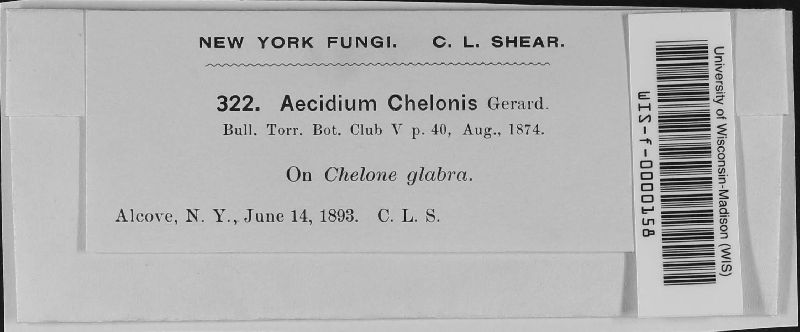 NEW YORK FUNGI. C. L. SHEAR.
322. Aecidium Chelonis Gerard.
Bull. Torr. Bot. Club V p. 40, Aug., 1874.
On Chelone glabra.
Alcove, N. Y., June 14, 1893. C. L. S.
University of Wisconsin-Madison (WIS)
WIS-f-0000158